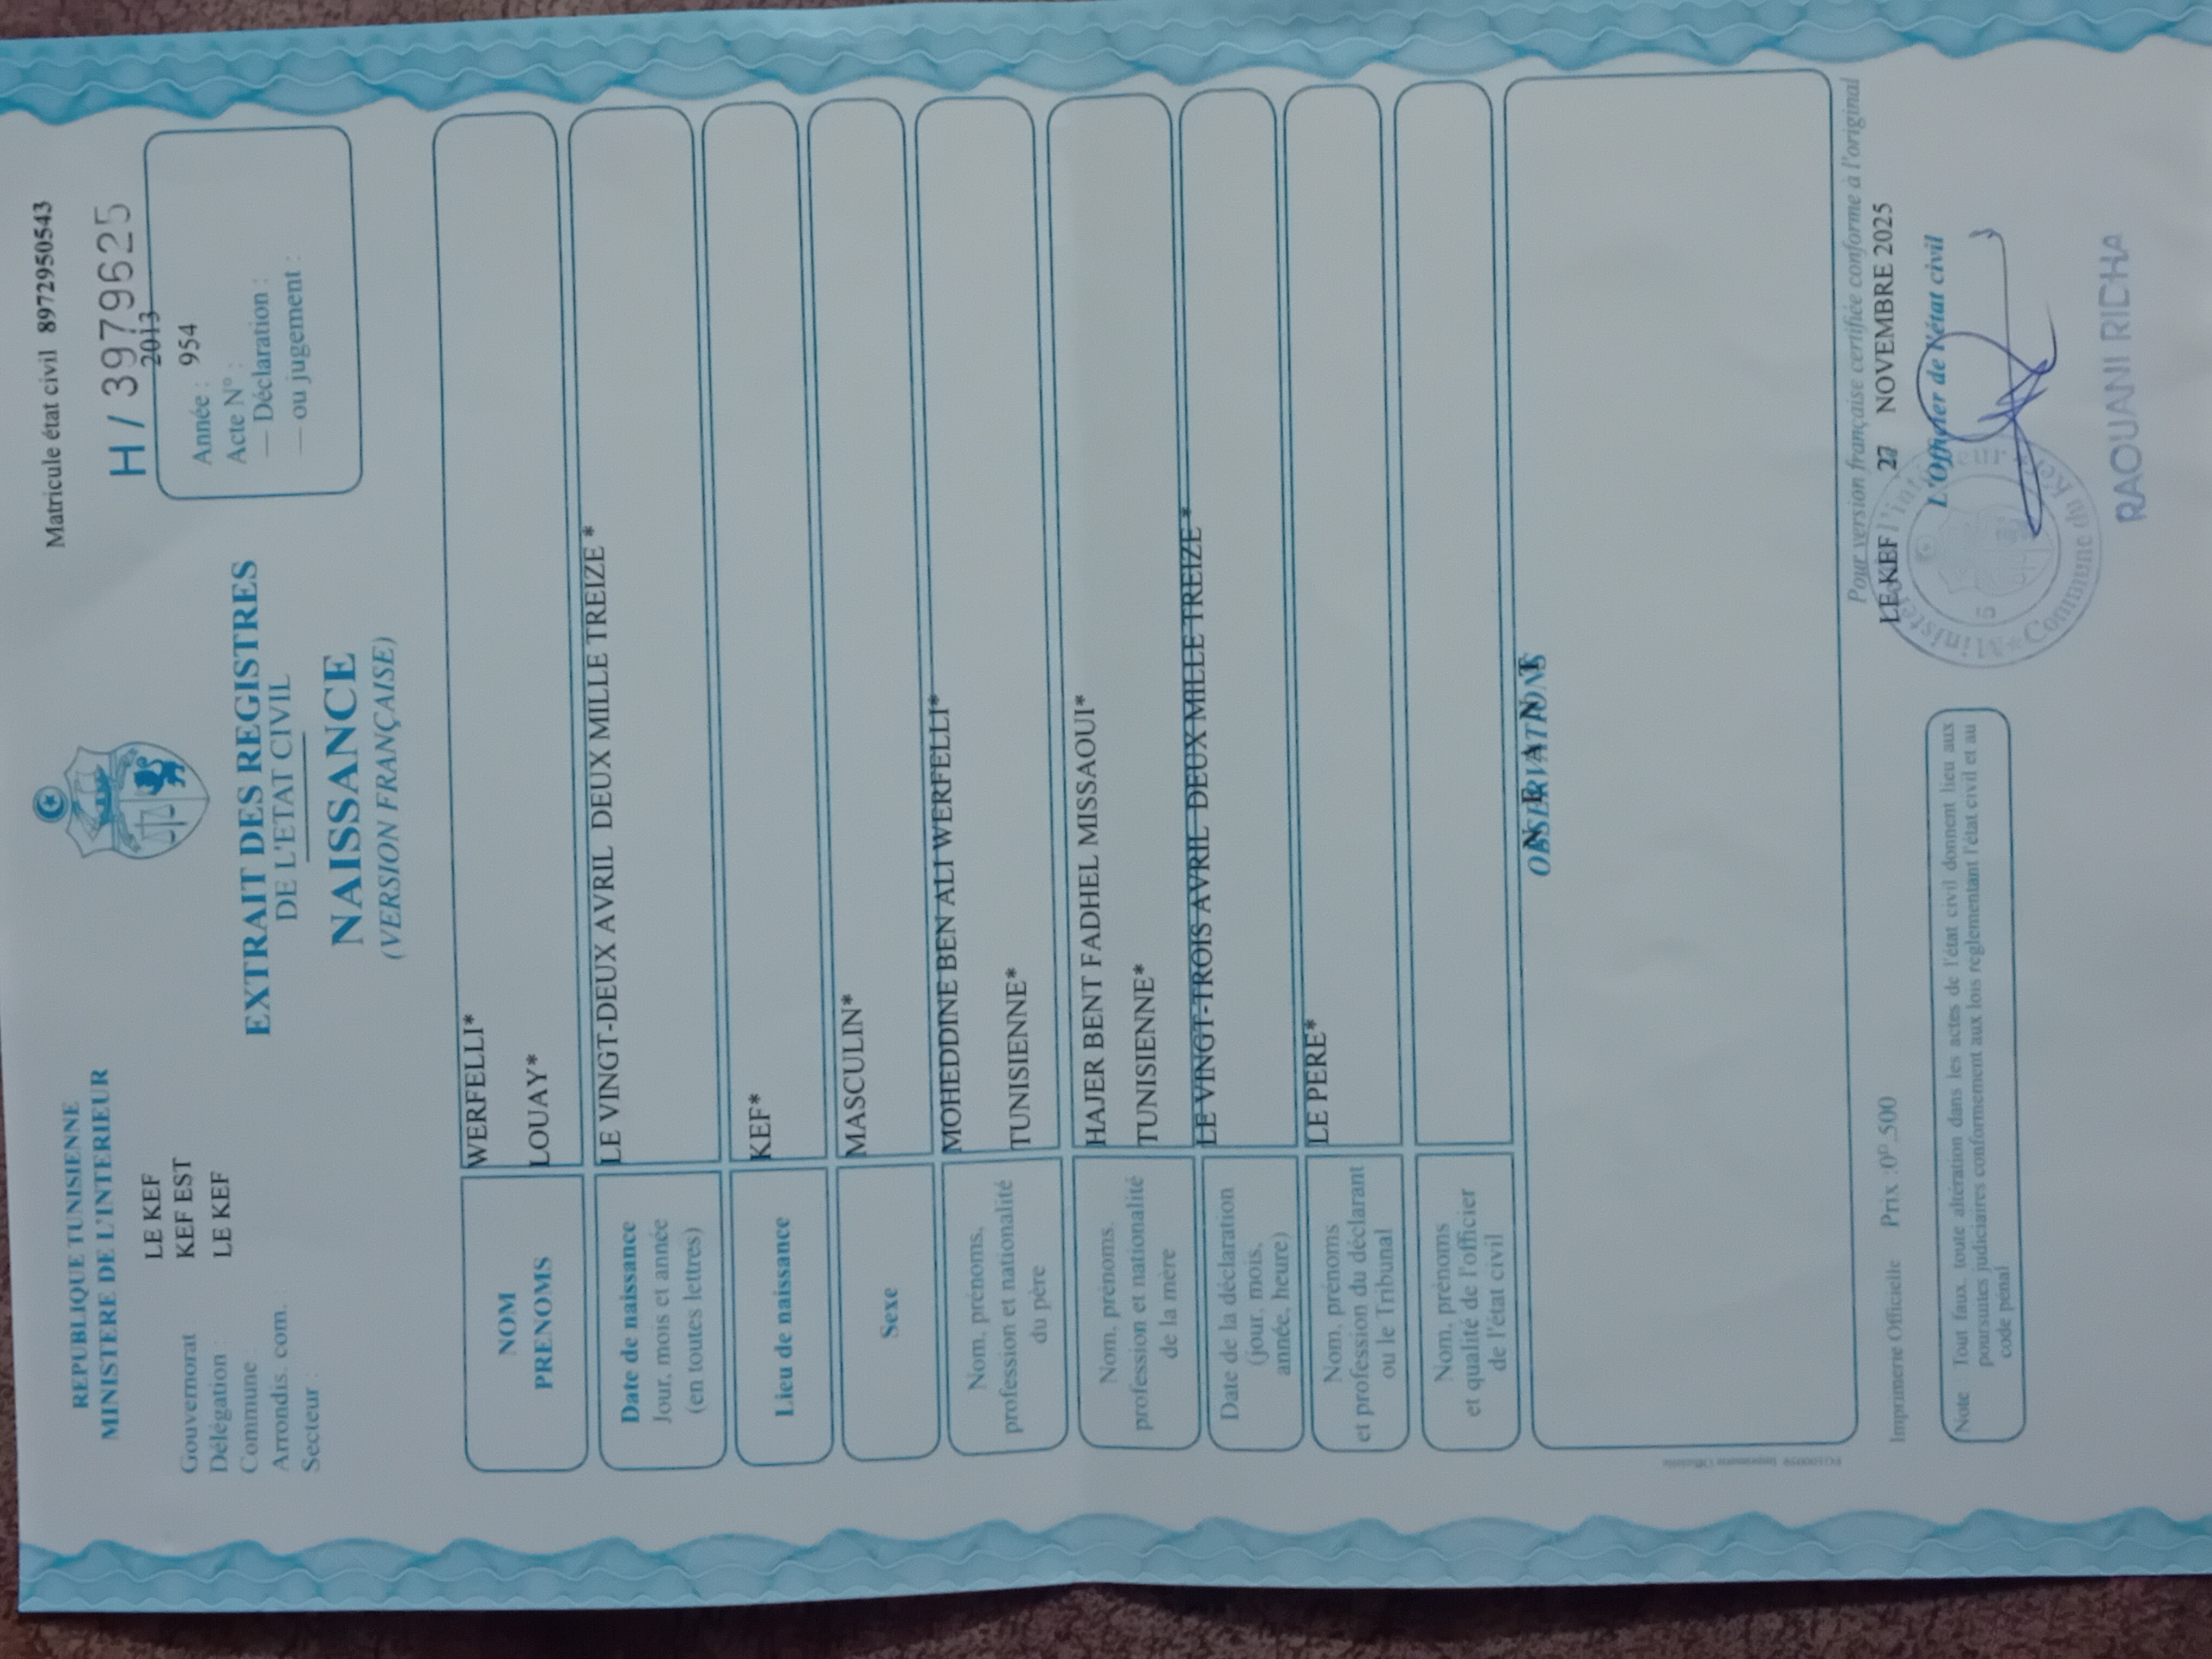 Matricule état civil 8972950543
H / 3979625
REPUBLIQUE TUNISIENNE
MINISTERE DE L'INTERIEUR
LE KEF
Gouvernorat KEF EST
Délégation LE KEF
Commune
Arrondis. com.
Secteur :
EXTRAIT DES REGISTRES
DE L'ETAT CIVIL
NAISSANCE
(VERSION FRANÇAISE)
2013
Année : 954
Acte N° :
— Déclaration :
— ou jugement :
NOM WERFELLI*
PRENOMS LOUAY*
Date de naissance LE VINGT-DEUX AVRIL DEUX MILLE TREIZE *
Jour, mois et année
(en toutes lettres)
Lieu de naissance KEF*
Sexe MASCULIN*
Nom, prénoms, MOHEDDINE BEN ALI WERFELLI*
profession et nationalité
du père TUNISIENNE*
Nom, prénoms, HAJER BENT FADHEL MISSAOUI*
profession et nationalité
de la mère TUNISIENNE*
Date de la déclaration LE VINGT-TROIS AVRIL DEUX MILLE TREIZE *
(jour, mois,
année, heure)
Nom, prénoms LE PERE*
et profession du déclarant
ou le Tribunal
Nom, prénoms
et qualité de l'officier
de l'état civil
OBSERVATIONS
N E A N T
Pour version française certifiée conforme à l'original
LE KEF 27 NOVEMBRE 2025
L'Officier de l'état civil
Commune du Kef
5
RAOUANI RIDHA
Imprimerie Officielle Prix : 0ᴰ,500
Note Tout faux, toute altération dans les actes de l'état civil donnent lieu aux
poursuites judiciaires conformement aux lois reglementant l'état civil et au
code pénal